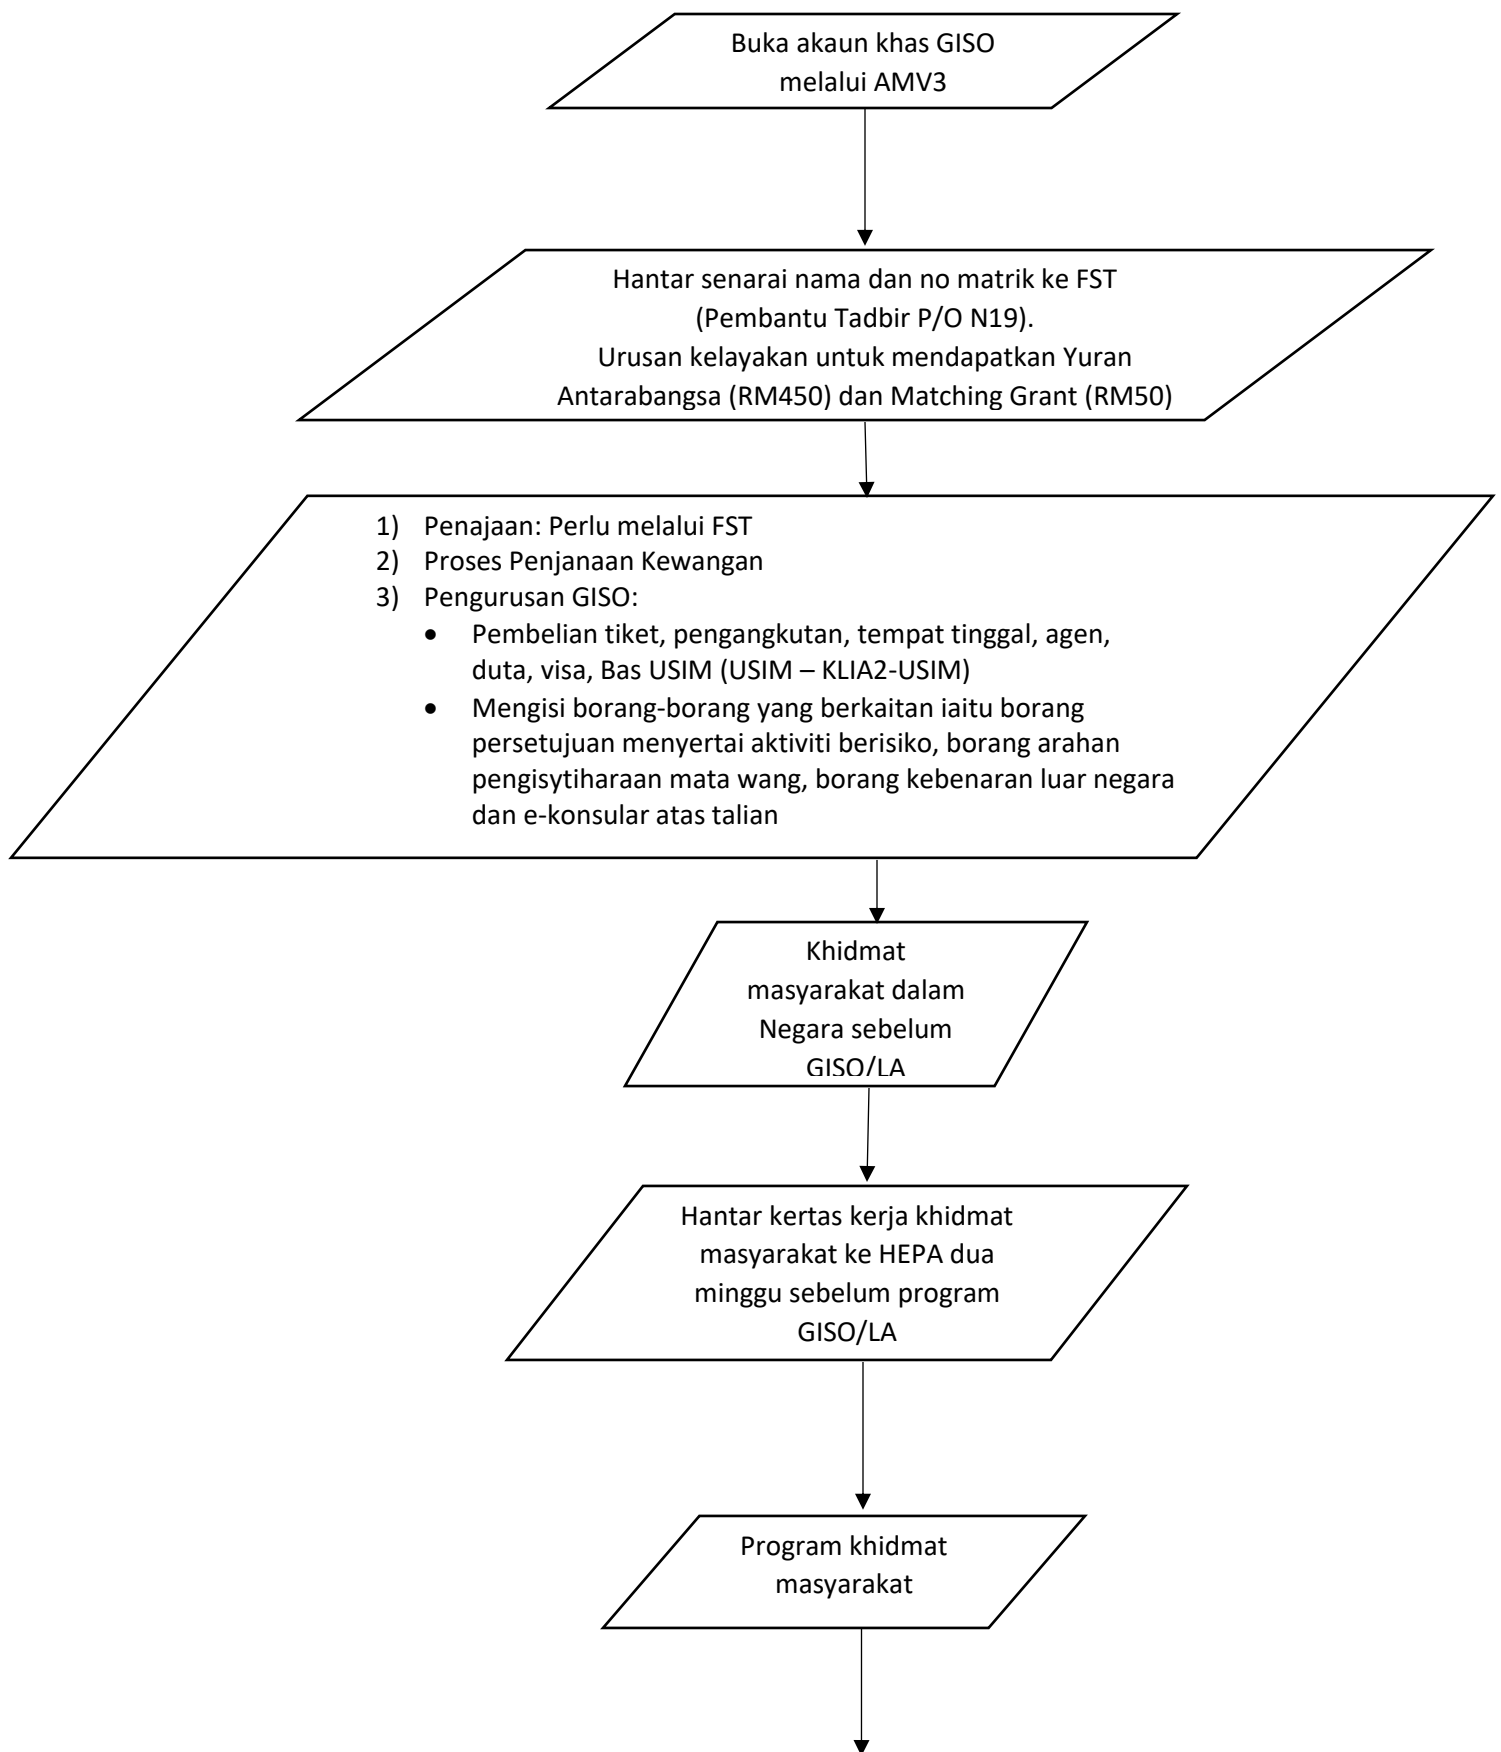 Buka akaun khas GISO
melalui AMV3
Hantar senarai nama dan no matrik ke FST
(Pembantu Tadbir P/O N19).
Urusan kelayakan untuk mendapatkan Yuran
Antarabangsa (RM450) dan Matching Grant (RM50)
1) Penajaan: Perlu melalui FST
2) Proses Penjanaan Kewangan
3) Pengurusan GISO:
• Pembelian tiket, pengangkutan, tempat tinggal, agen,
duta, visa, Bas USIM (USIM – KLIA2-USIM)
• Mengisi borang-borang yang berkaitan iaitu borang
persetujuan menyertai aktiviti berisiko, borang arahan
pengisytiharaan mata wang, borang kebenaran luar negara
dan e-konsular atas talian
Khidmat
masyarakat dalam
Negara sebelum
GISO/LA
Hantar kertas kerja khidmat
masyarakat ke HEPA dua
minggu sebelum program
GISO/LA
Program khidmat
masyarakat